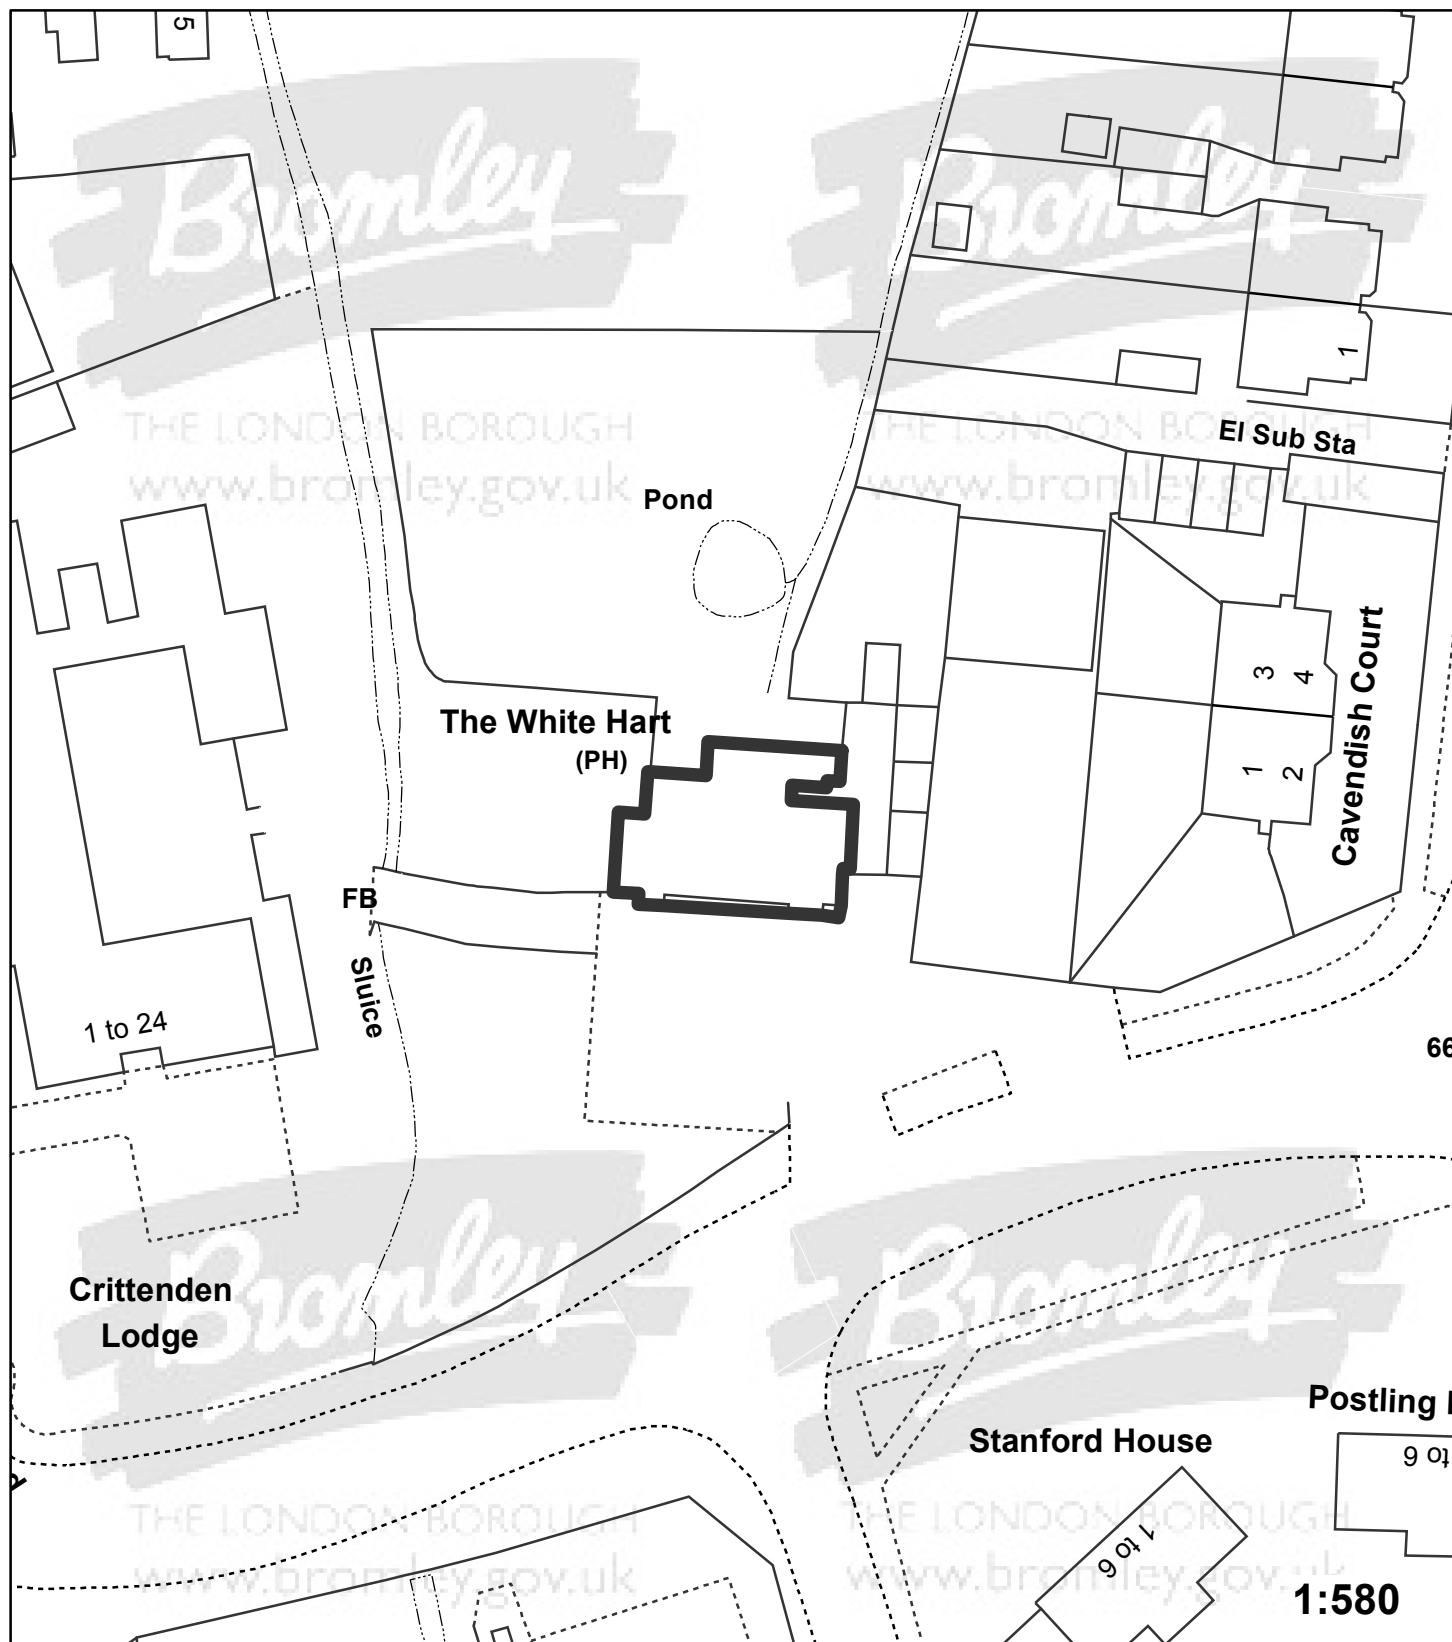 5
Bromley
THE LONDON BOROUGH
www.bromley.gov.uk
Bromley
THE LONDON BOROUGH
www.bromley.gov.uk
1
El Sub Sta
Pond
The White Hart
(PH)
3
4
1
2
Cavendish Court
FB
Sluice
1 to 24
66
Crittenden
Lodge
Bromley
THE LONDON BOROUGH
www.bromley.gov.uk
Bromley
THE LONDON BOROUGH
www.bromley.gov.uk
Postling
Stanford House
to 6
1 to 6
1:580